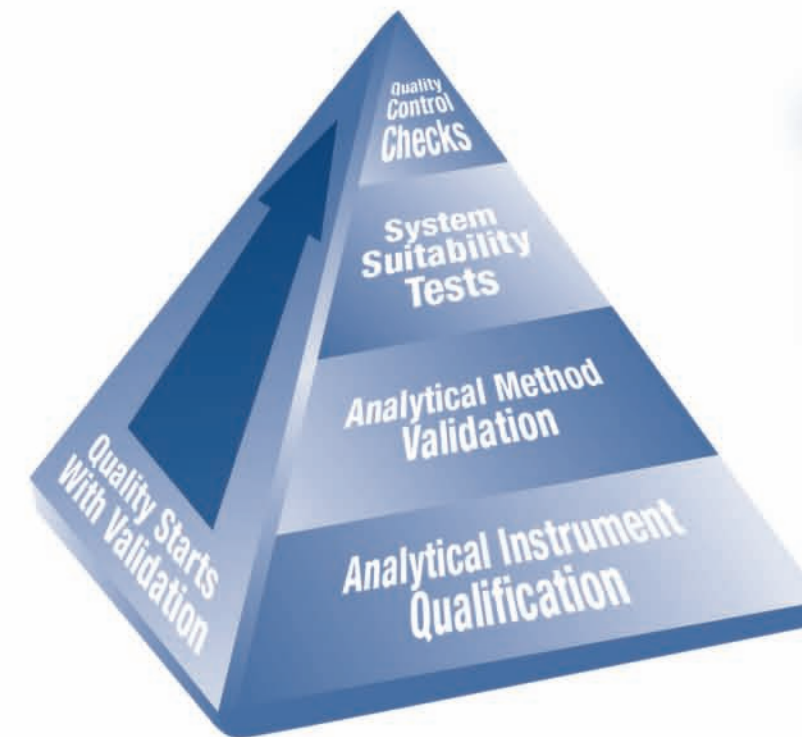 Quality
Control
Checks
System
Suitability
Tests
Analytical Method
Validation
Analytical Instrument
Qualification
Quality Starts
With Validation